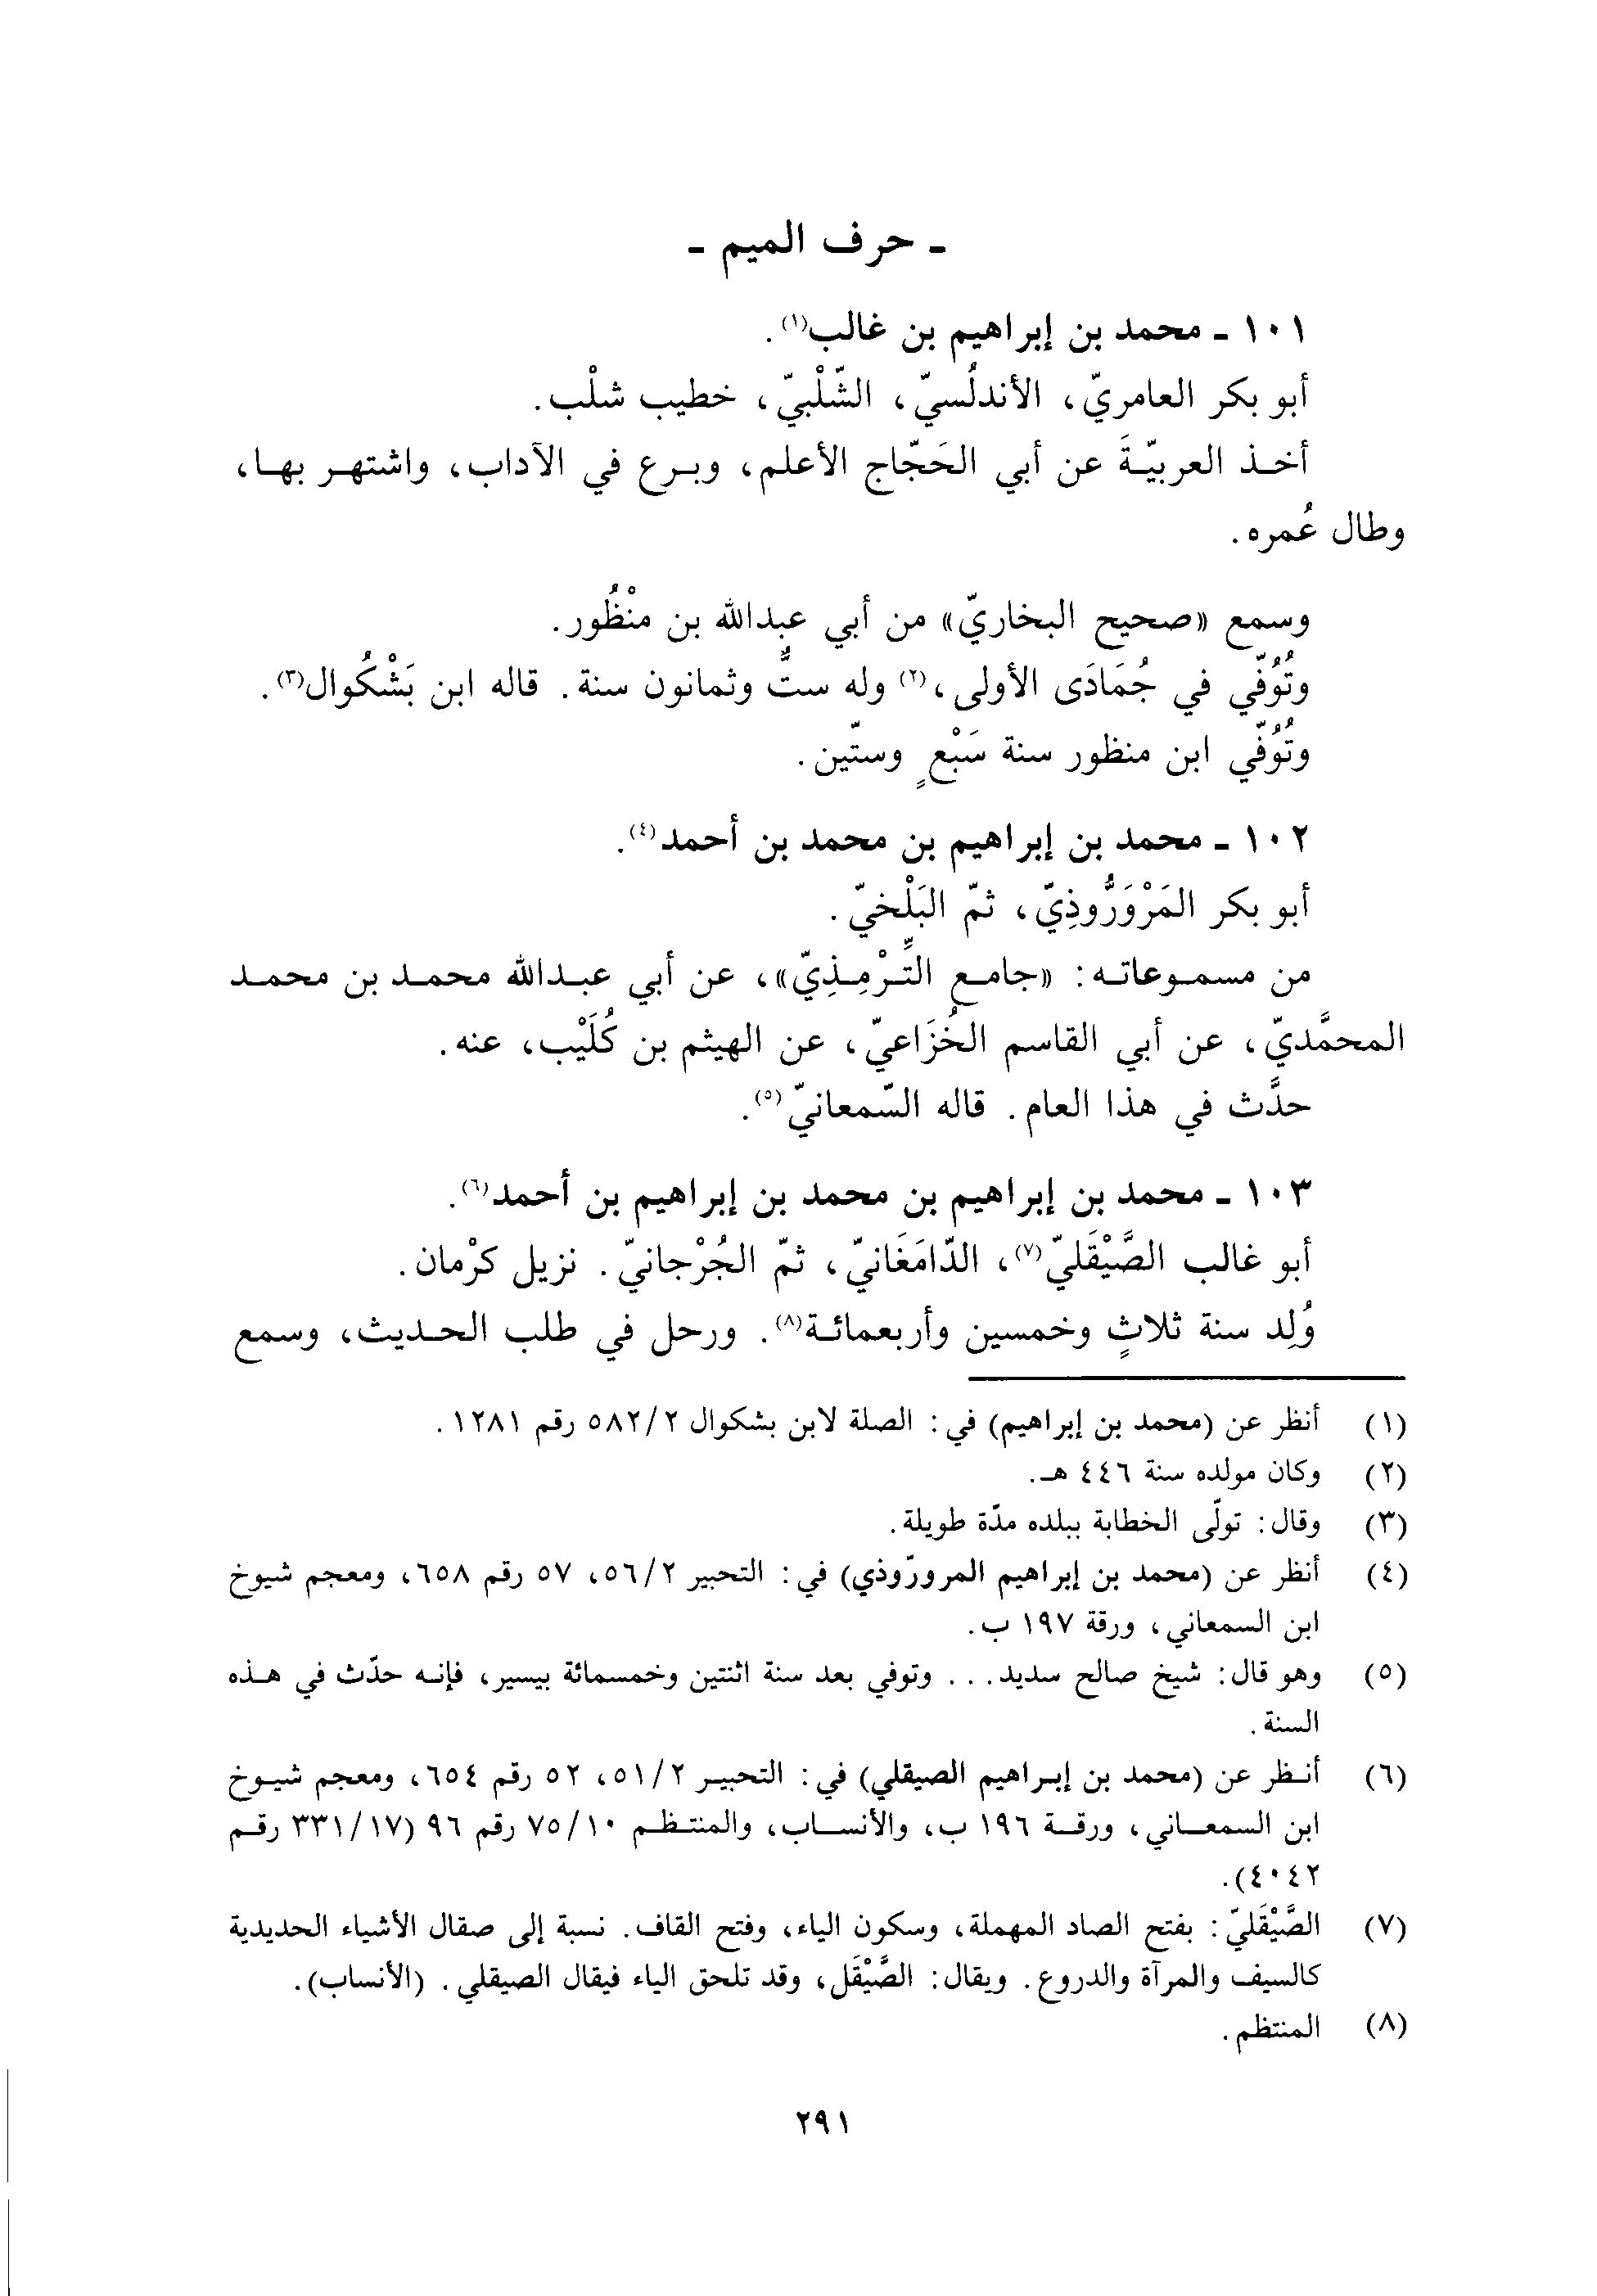 ـ حرف الميم ـ
١٠١ ـ محمد بن إبراهيم بن غالب(١).
أبو بكر العامريّ، الأندلُسيّ، الشّلْبيّ، خطيب شلْب.
أخذ العربيّةَ عن أبي الحَجّاج الأعلم، وبرع في الآداب، واشتهر بها،
وطال عُمره.
وسمع «صحيح البخاريّ» من أبي عبدالله بن منْظُور.
وتُوُفّي في جُمَادَى الأولى،(٢) وله ستٌّ وثمانون سنة. قاله ابن بَشْكُوال(٣).
وتُوُفّي ابن منظور سنة سَبْعٍ وستّين.
١٠٢ ـ محمد بن إبراهيم بن محمد بن أحمد(٤).
أبو بكر المَرْوَرُّوذِيّ، ثمّ البَلْخيّ.
من مسموعاته: «جامع التِّرْمِذِيّ»، عن أبي عبدالله محمد بن محمد
المحمَّديّ، عن أبي القاسم الخُزَاعيّ، عن الهيثم بن كُلَيْب، عنه.
حدَّث في هذا العام. قاله السّمعانيّ(٥).
١٠٣ ـ محمد بن إبراهيم بن محمد بن إبراهيم بن أحمد(٦).
أبو غالب الصَّيْقَليّ(٧)، الدّامَغَانيّ، ثمّ الجُرْجانيّ. نزيل كرْمان.
وُلِد سنة ثلاثٍ وخمسين وأربعمائة(٨). ورحل في طلب الحديث، وسمع
(١) أنظر عن (محمد بن إبراهيم) في: الصلة لابن بشكوال ٥٨٢/٢ رقم ١٢٨١.
(٢) وكان مولده سنة ٤٤٦ هـ.
(٣) وقال: تولّى الخطابة ببلده مدّة طويلة.
(٤) أنظر عن (محمد بن إبراهيم المرورّوذي) في: التحبير ٥٦/٢، ٥٧ رقم ٦٥٨، ومعجم شيوخ
ابن السمعاني، ورقة ١٩٧ ب.
(٥) وهو قال: شيخ صالح سديد... وتوفي بعد سنة اثنتين وخمسمائة بيسير، فإنه حدّث في هذه
السنة.
(٦) أنظر عن (محمد بن إبراهيم الصيقلي) في: التحبير ٥١/٢، ٥٢ رقم ٦٥٤، ومعجم شيوخ
ابن السمعاني، ورقة ١٩٦ ب، والأنساب، والمنتظم ٧٥/١٠ رقم ٩٦ (٣٣١/١٧ رقم
٤٠٤٢).
(٧) الصَّيْقَليّ: بفتح الصاد المهملة، وسكون الياء، وفتح القاف. نسبة إلى صقال الأشياء الحديدية
كالسيف والمرآة والدروع. ويقال: الصَّيْقَل، وقد تلحق الياء فيقال الصيقلي. (الأنساب).
(٨) المنتظم.
٢٩١